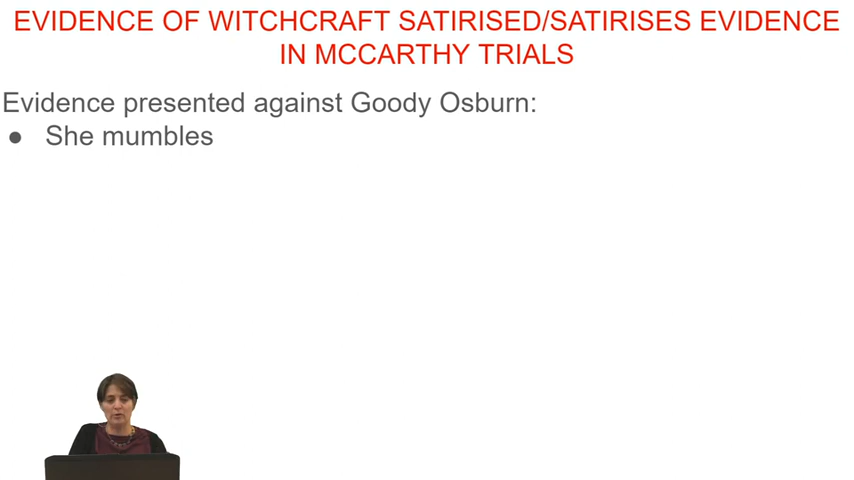 EVIDENCE OF WITCHCRAFT SATIRISED/SATIRISES EVIDENCE
IN MCCARTHY TRIALS
Evidence presented against Goody Osburn:
● She mumbles